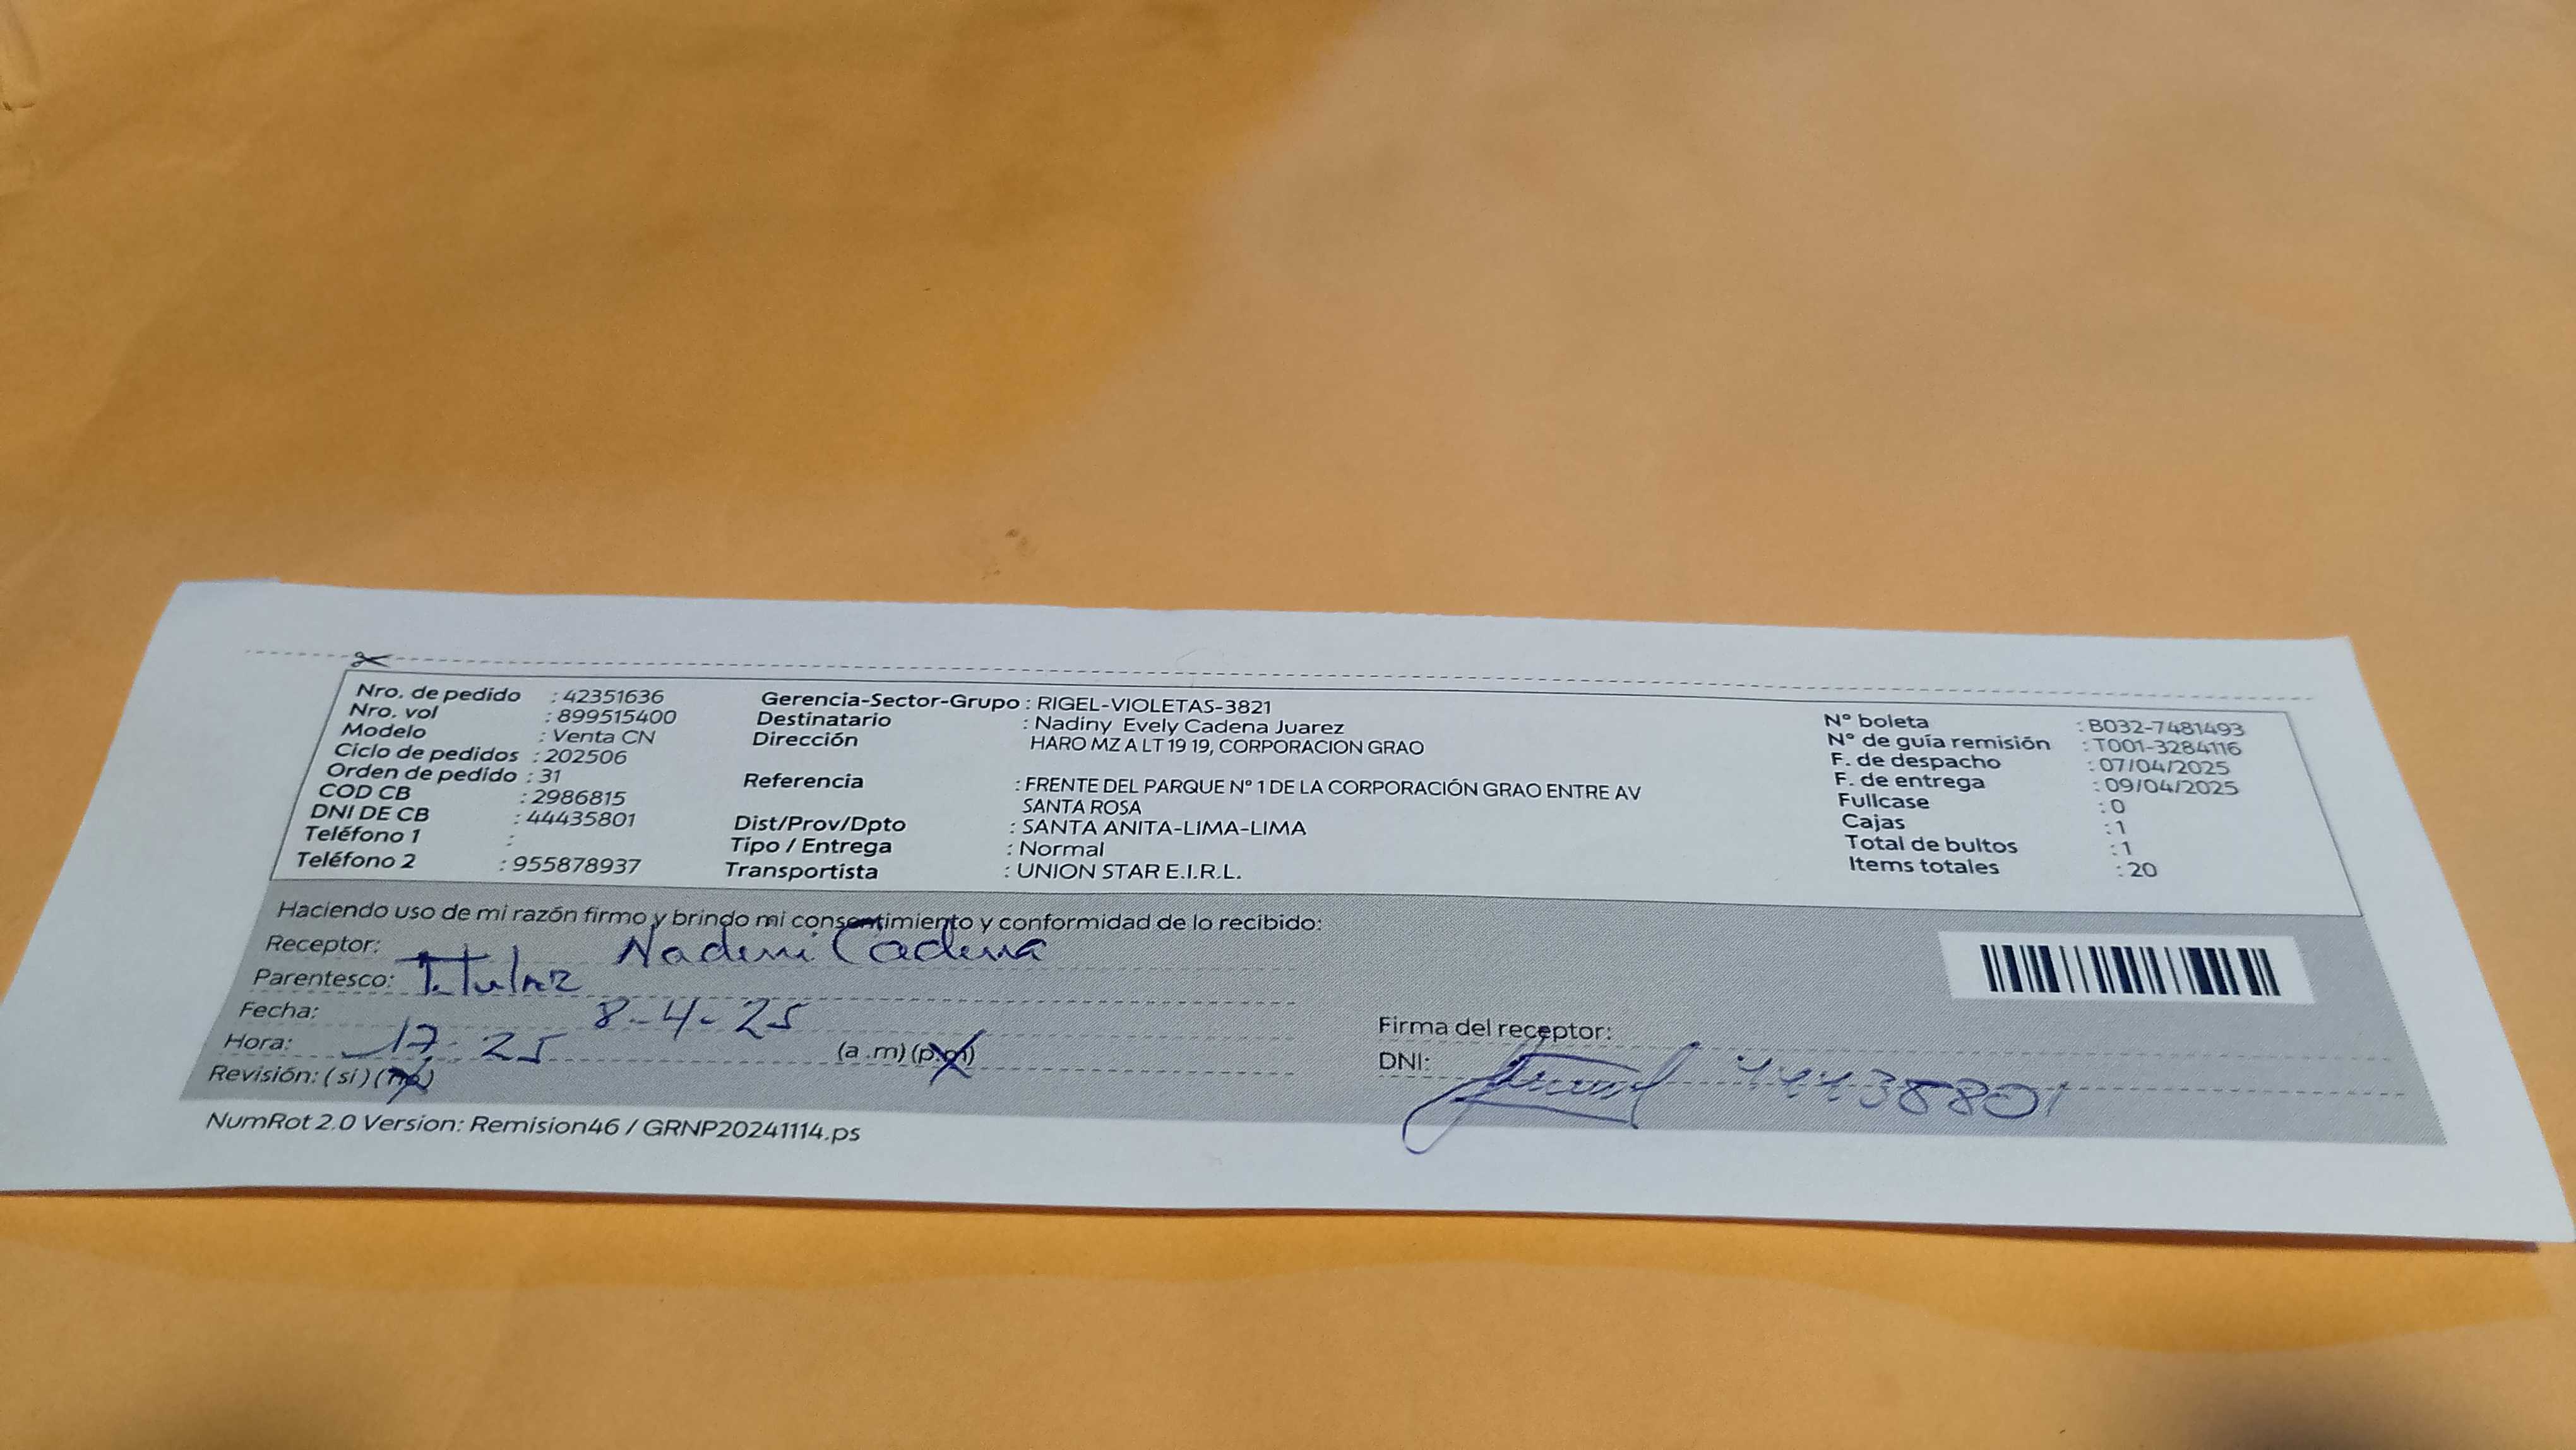 Nro. de pedido : 42351636
Nro. vol : 899515400
Modelo : Venta CN
Ciclo de pedidos : 202506
Orden de pedido : 31
COD CB : 2986815
DNI DE CB : 44435801
Teléfono 1 :
Teléfono 2 : 955878937
Gerencia-Sector-Grupo : RIGEL-VIOLETAS-3821
Destinatario : Nadiny Evely Cadena Juarez
Dirección HARO MZ A LT 19 19, CORPORACION GRAO
Referencia : FRENTE DEL PARQUE N° 1 DE LA CORPORACIÓN GRAO ENTRE AV
SANTA ROSA
Dist/Prov/Dpto : SANTA ANITA-LIMA-LIMA
Tipo / Entrega : Normal
Transportista : UNION STAR E.I.R.L.
N° boleta : B032-7481493
N° de guía remisión : T001-3284116
F. de despacho : 07/04/2025
F. de entrega : 09/04/2025
Fullcase : 0
Cajas : 1
Total de bultos : 1
Items totales : 20
Haciendo uso de mi razón firmo y brindo mi consentimiento y conformidad de lo recibido:
Receptor: Nadini Cadena
Parentesco: Titular
Fecha: 8-4-25
Hora: 17:25 (a.m) (p.m)
Revisión: (si) (no)
Firma del receptor:
DNI: 44435801
NumRot 2.0 Version: Remision46 / GRNP20241114.ps